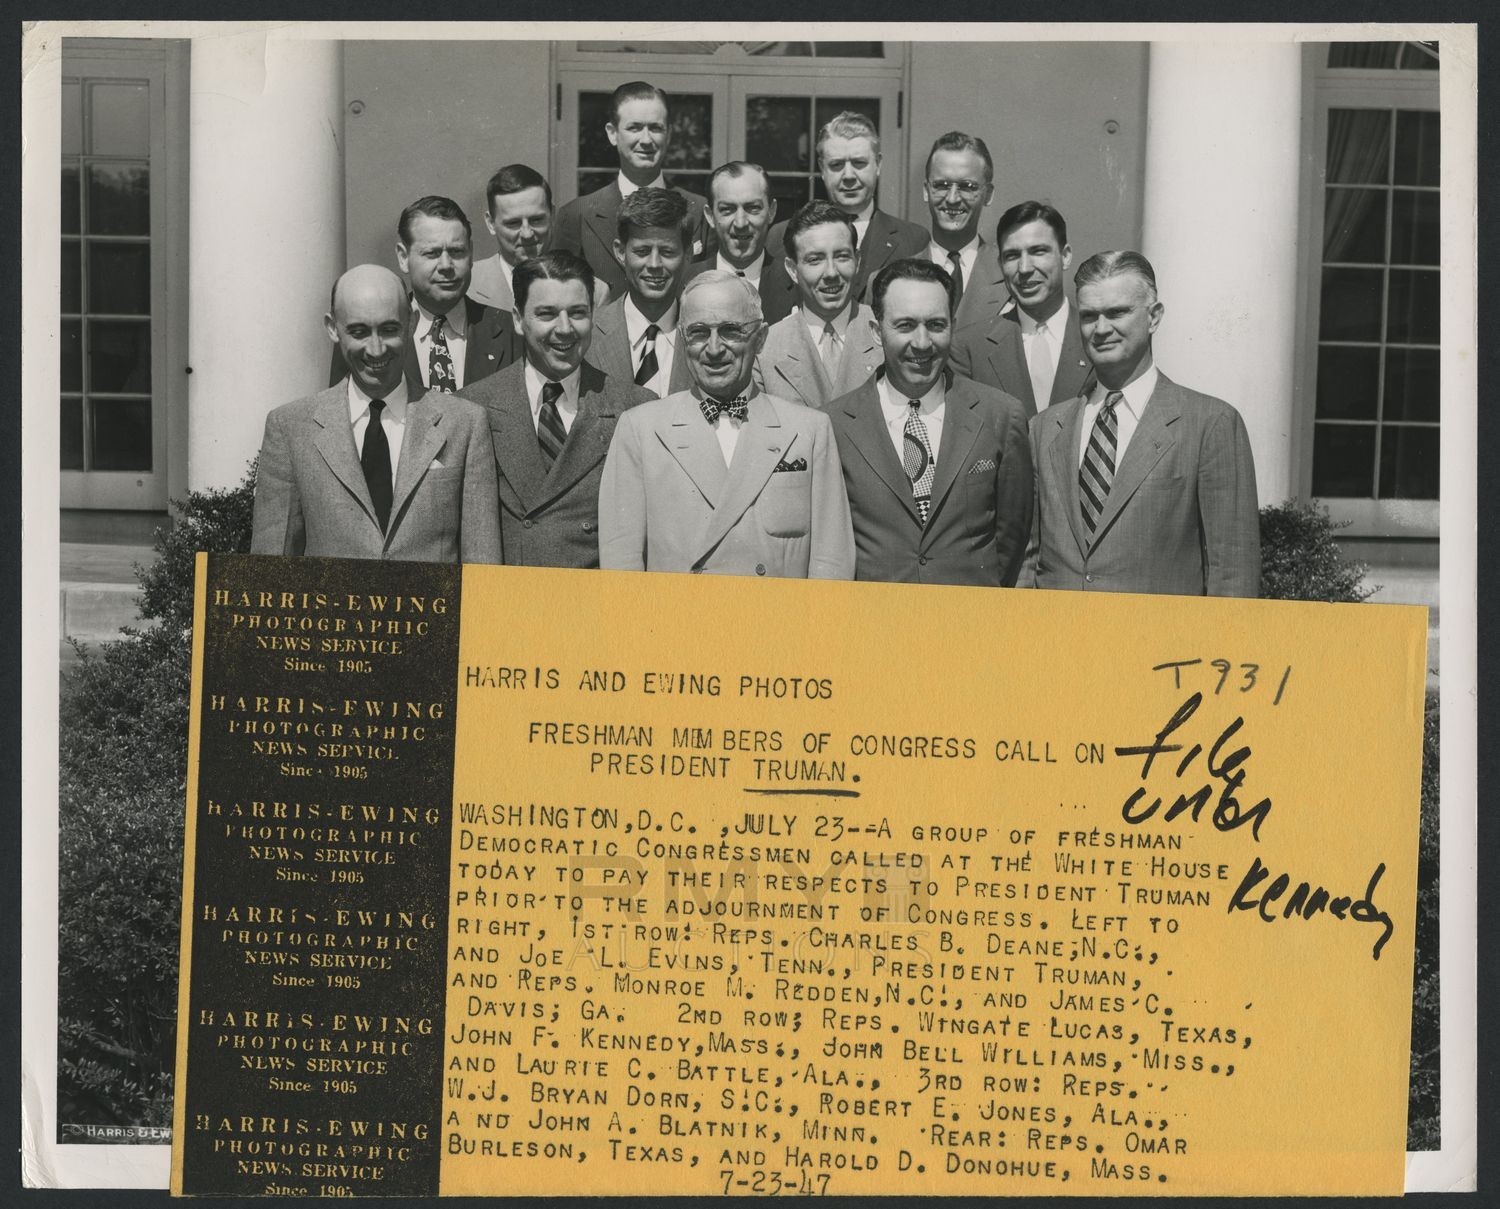 HARRIS-EWING
PHOTOGRAPHIC
NEWS SERVICE
Since 1905
HARRIS-EWING
PHOTOGRAPHIC
NEWS SERVICE
Since 1905
HARRIS-EWING
PHOTOGRAPHIC
NEWS SERVICE
Since 1905
HARRIS-EWING
PHOTOGRAPHIC
NEWS SERVICE
Since 1905
HARRIS-EWING
PHOTOGRAPHIC
NEWS SERVICE
Since 1905
HARRIS-EWING
PHOTOGRAPHIC
NEWS SERVICE
Since 1905
HARRIS & EW
HARRIS AND EWING PHOTOS
T931
FRESHMAN MEMBERS OF CONGRESS CALL ON
PRESIDENT TRUMAN.
file
under
Kennedy
WASHINGTON, D.C. , JULY 23--A GROUP OF FRESHMAN
DEMOCRATIC CONGRESSMEN CALLED AT THE WHITE HOUSE
TODAY TO PAY THEIR RESPECTS TO PRESIDENT TRUMAN
PRIOR TO THE ADJOURNMENT OF CONGRESS. LEFT TO
RIGHT, 1ST ROW: REPS. CHARLES B. DEANE, N.C.,
AND JOE L. EVINS, TENN., PRESIDENT TRUMAN,
AND REPS. MONROE M. REDDEN, N.C., AND JAMES C.
DAVIS; GA. 2ND ROW; REPS. WINGATE LUCAS, TEXAS,
JOHN F. KENNEDY, MASS., JOHN BELL WILLIAMS, MISS.,
AND LAURIE C. BATTLE, ALA., 3RD ROW: REPS.
W.J. BRYAN DORN, S.C., ROBERT E. JONES, ALA.,
AND JOHN A. BLATNIK, MINN. REAR: REPS. OMAR
BURLESON, TEXAS, AND HAROLD D. DONOHUE, MASS.
7-23-47
RMY
AUCTIONS